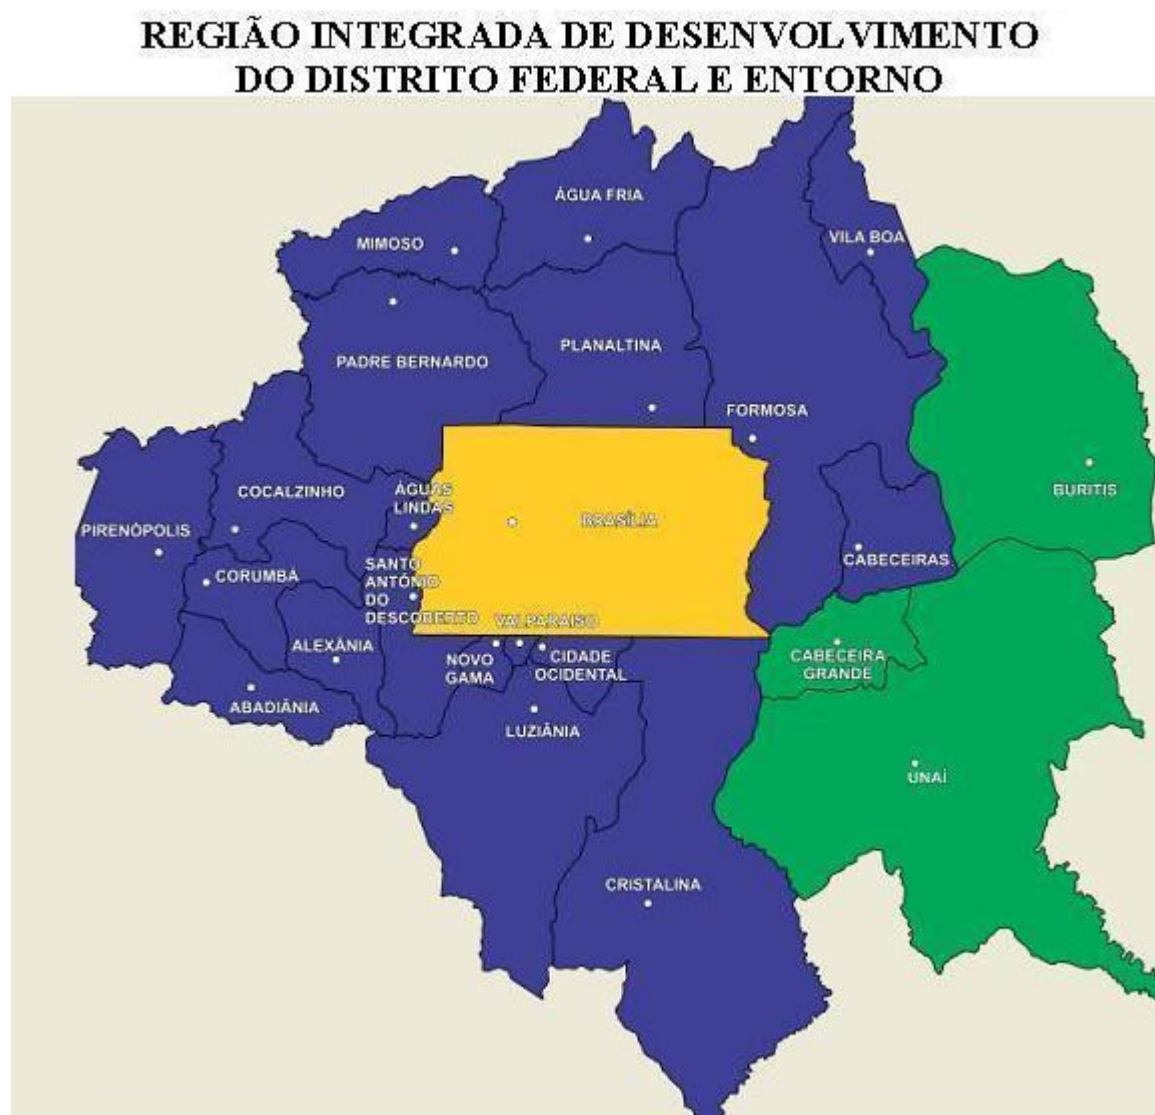 REGIÃO INTEGRADA DE DESENVOLVIMENTO
DO DISTRITO FEDERAL E ENTORNO
ÁGUA FRIA
MIMOSO
VILA BOA
PLANALTINA
PADRE BERNARDO
FORMOSA
COCALZINHO
ÁGUAS
LINDAS
BURITIS
PIRENÓPOLIS
BRASÍLIA
CABECEIRAS
CORUMBÁ
SANTO
ANTÔNIO
DO
DESCOBERTO
VALPARAISO
ALEXÂNIA
NOVO
GAMA
CIDADE
OCIDENTAL
CABECEIRA
GRANDE
ABADIÂNIA
LUZIÂNIA
UNAÍ
CRISTALINA